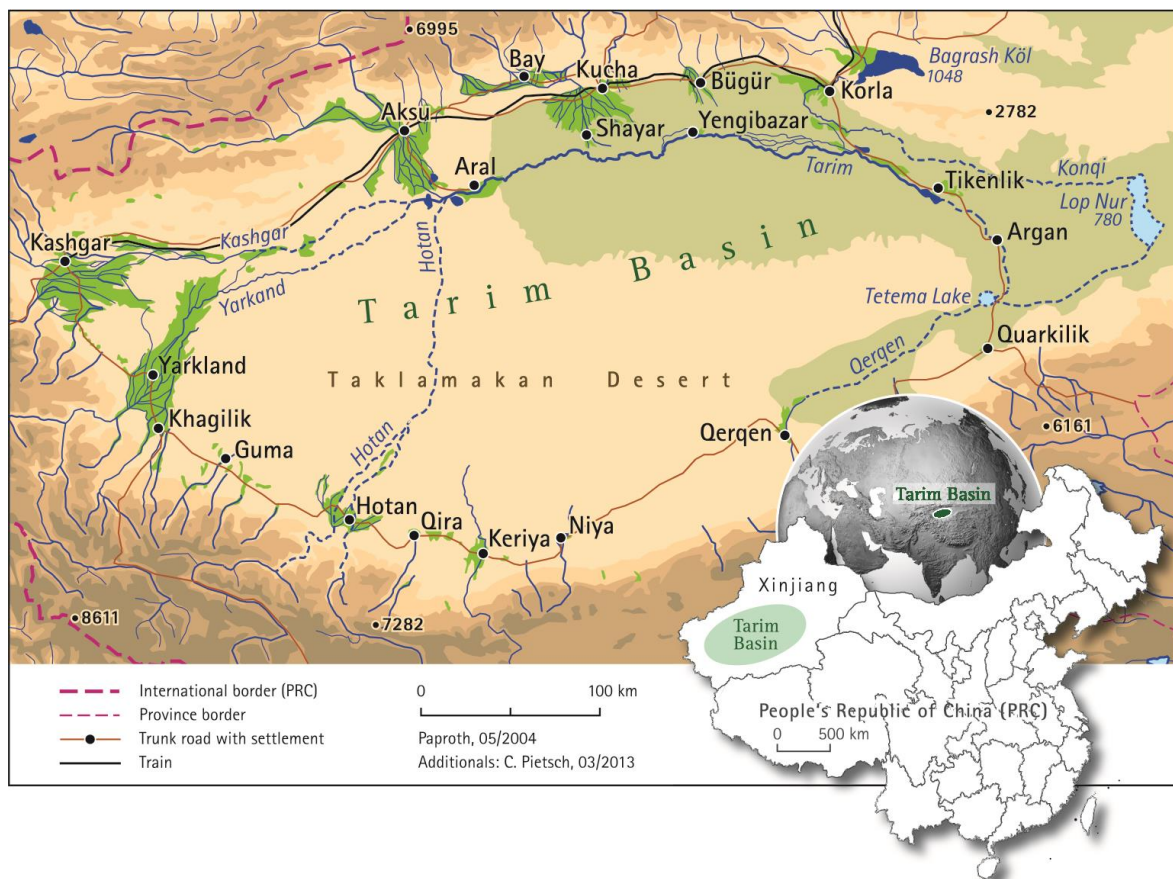 6995
Bay
Kucha
Bügür
Bagrash Köl
1048
Korla
2782
Aksu
Shayar
Yengibazar
Aral
Tarim
Tikenlik
Konqi
Lop Nur
780
Kashgar
Kashgar
Hotan
Yarkand
Argan
Tarim Basin
Tetema Lake
Quarkilik
Yarkland
Taklamakan Desert
Qerqen
Khagilik
Guma
Hotan
Qerqen
6161
Hotan
Qira
Keriya
Niya
Tarim Basin
8611
7282
Xinjiang
Tarim
Basin
International border (PRC)
Province border
Trunk road with settlement
Train
0 100 km
Paproth, 05/2004
Additionals: C. Pietsch, 03/2013
People's Republic of China (PRC)
0 500 km